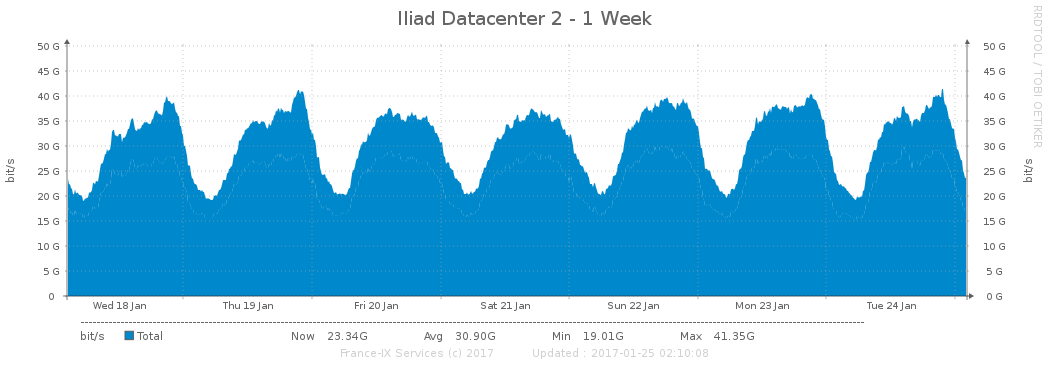 Iliad Datacenter 2 - 1 Week
RRDTOOL / TOBI OETIKER
50 G 50 G
45 G 45 G
40 G 40 G
35 G 35 G
30 G 30 G
25 G 25 G
20 G 20 G
15 G 15 G
10 G 10 G
5 G 5 G
0 0 G
bit/s bit/s
Wed 18 Jan Thu 19 Jan Fri 20 Jan Sat 21 Jan Sun 22 Jan Mon 23 Jan Tue 24 Jan
bit/s Total Now 23.34G Avg 30.90G Min 19.01G Max 41.35G
France-IX Services (c) 2017 Updated : 2017-01-25 02:10:08